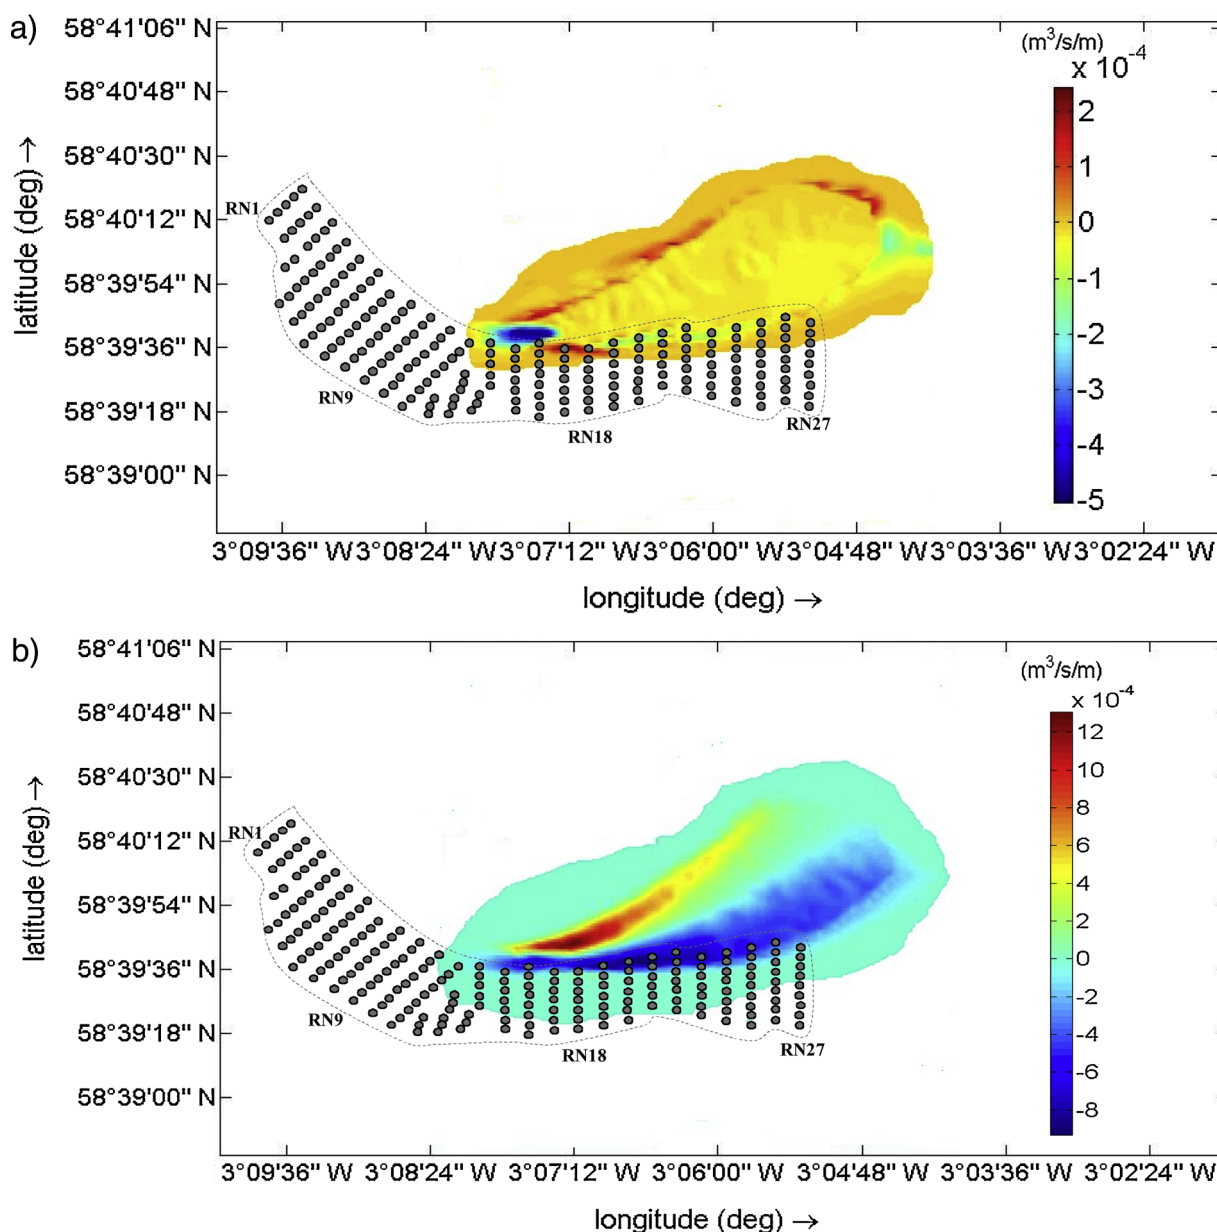 a)
58°41'06" N
58°40'48" N
58°40'30" N
58°40'12" N
58°39'54" N
58°39'36" N
58°39'18" N
58°39'00" N
latitude (deg) →
RN1
RN9
RN18
RN27
(m³/s/m)
x 10⁻⁴
2
1
0
-1
-2
-3
-4
-5
3°09'36" W 3°08'24" W 3°07'12" W 3°06'00" W 3°04'48" W 3°03'36" W 3°02'24" W
longitude (deg) →
b)
58°41'06" N
58°40'48" N
58°40'30" N
58°40'12" N
58°39'54" N
58°39'36" N
58°39'18" N
58°39'00" N
latitude (deg) →
RN1
RN9
RN18
RN27
(m³/s/m)
x 10⁻⁴
12
10
8
6
4
2
0
-2
-4
-6
-8
3°09'36" W 3°08'24" W 3°07'12" W 3°06'00" W 3°04'48" W 3°03'36" W 3°02'24" W
longitude (deg) →